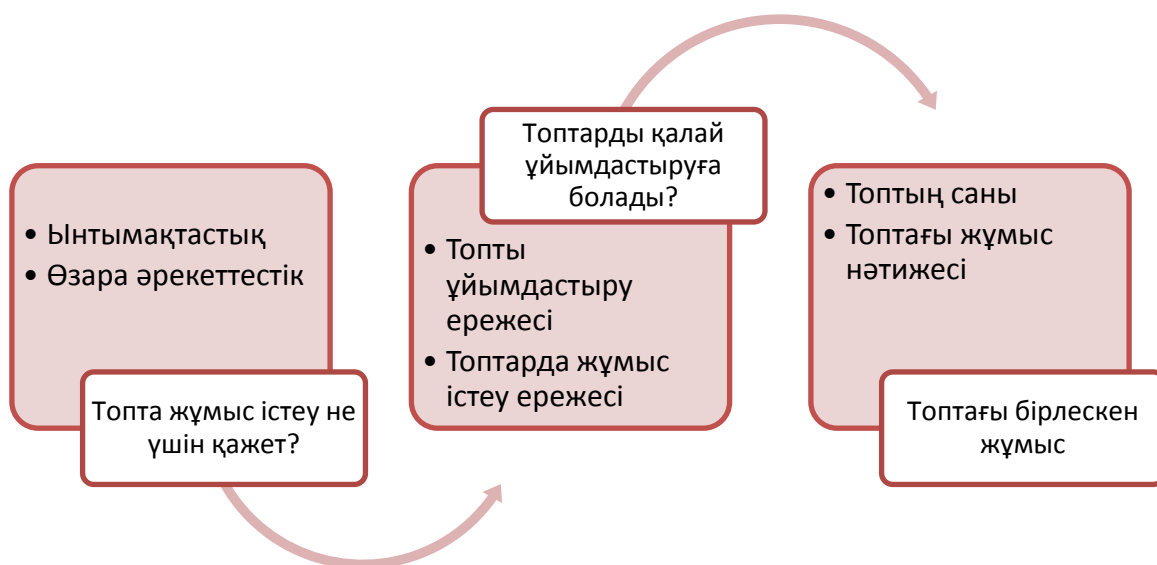 • Ынтымақтастық
• Өзара әрекеттестік
Топта жұмыс істеу не
үшін қажет?
Топтарды қалай
ұйымдастыруға
болады?
• Топты
ұйымдастыру
ережесі
• Топтарда жұмыс
істеу ережесі
• Топтың саны
• Топтағы жұмыс
нәтижесі
Топтағы бірлескен
жұмыс